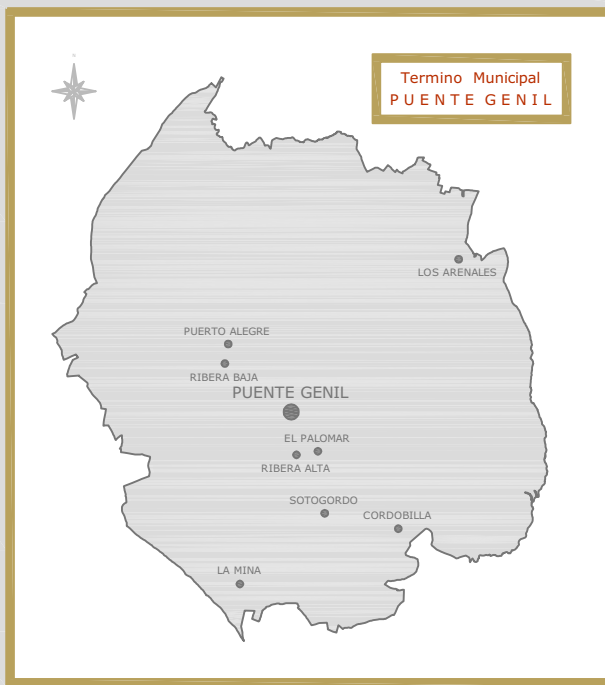 Termino Municipal
PUENTE GENIL
LOS ARENALES
PUERTO ALEGRE
RIBERA BAJA
PUENTE GENIL
EL PALOMAR
RIBERA ALTA
SOTOGORDO
CORDOBILLA
LA MINA